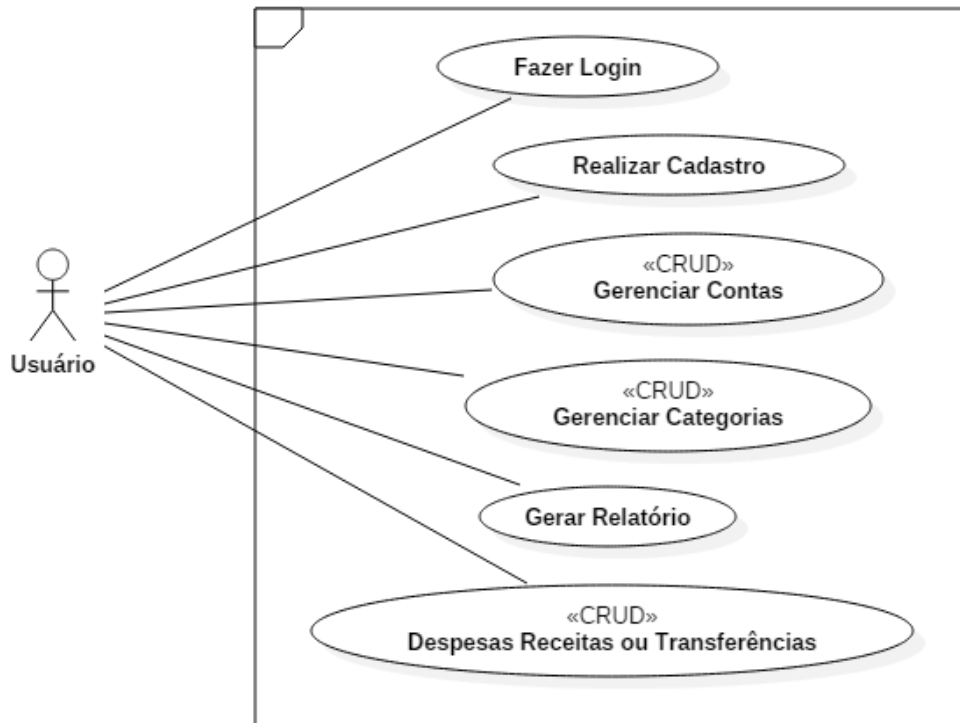 Fazer Login
Realizar Cadastro
«CRUD»
Gerenciar Contas
Usuário
«CRUD»
Gerenciar Categorias
Gerar Relatório
«CRUD»
Despesas Receitas ou Transferências